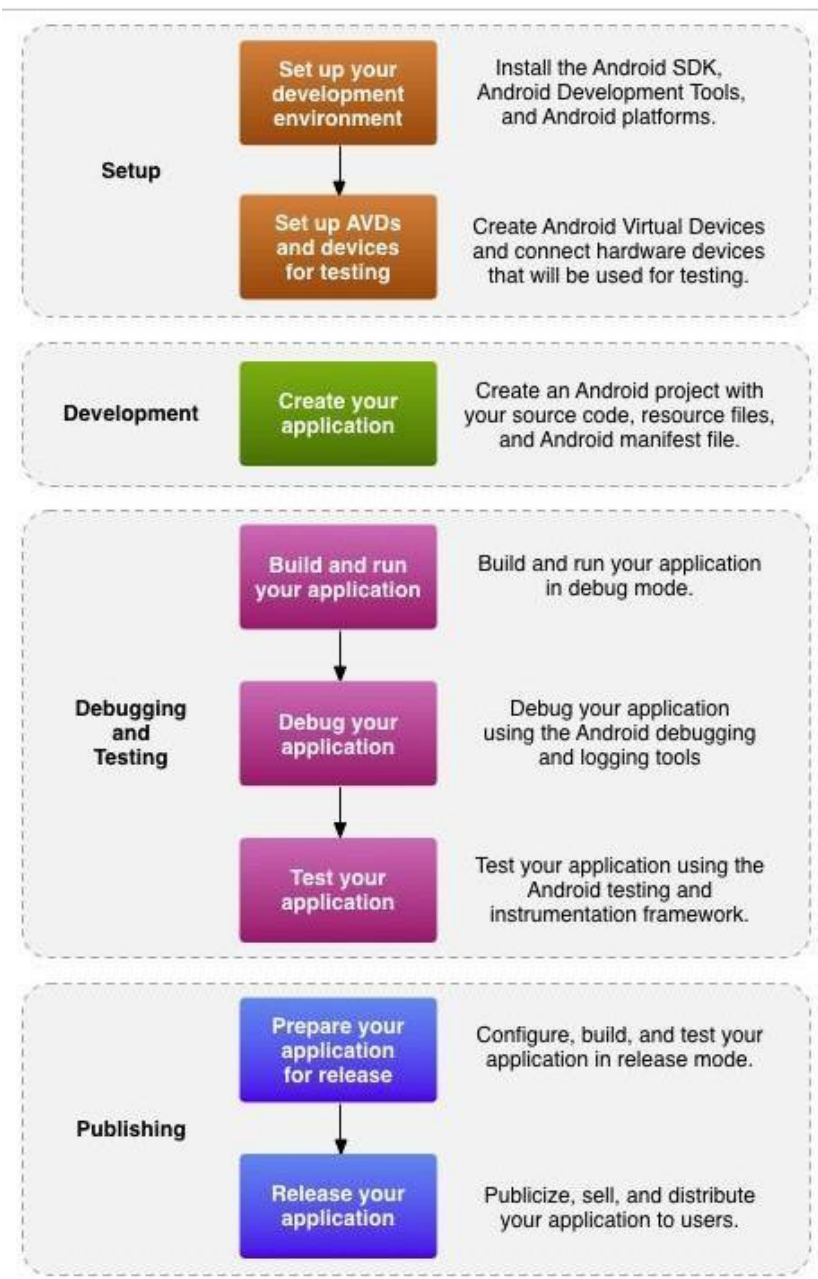 Set up your
development
environment
Install the Android SDK,
Android Development Tools,
and Android platforms.
Setup
Set up AVDs
and devices
for testing
Create Android Virtual Devices
and connect hardware devices
that will be used for testing.
Development
Create your
application
Create an Android project with
your source code, resource files,
and Android manifest file.
Build and run
your application
Build and run your application
in debug mode.
Debugging
and
Testing
Debug your
application
Debug your application
using the Android debugging
and logging tools
Test your
application
Test your application using the
Android testing and
instrumentation framework.
Prepare your
application
for release
Configure, build, and test your
application in release mode.
Publishing
Release your
application
Publicize, sell, and distribute
your application to users.